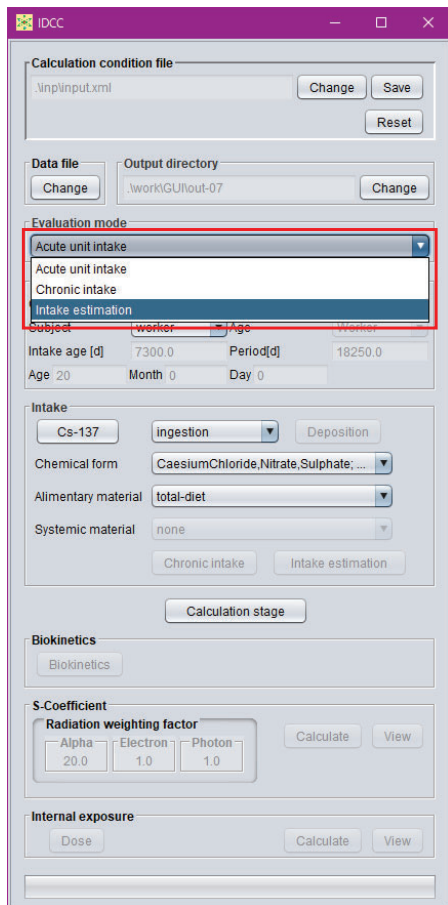 IDCC
Calculation condition file
.\inp\input.xml
Change
Save
Reset
Data file
Output directory
Change
.\work\GUI\out-07
Change
Evaluation mode
Acute unit intake
Acute unit intake
Chronic intake
Intake estimation
Subject
worker
Age
Worker
Intake age [d]
7300.0
Period[d]
18250.0
Age
20
Month
0
Day
0
Intake
Cs-137
ingestion
Deposition
Chemical form
CaesiumChloride,Nitrate,Sulphate; ...
Alimentary material
total-diet
Systemic material
none
Chronic intake
Intake estimation
Calculation stage
Biokinetics
Biokinetics
S-Coefficient
Radiation weighting factor
Alpha
Electron
Photon
20.0
1.0
1.0
Calculate
View
Internal exposure
Dose
Calculate
View